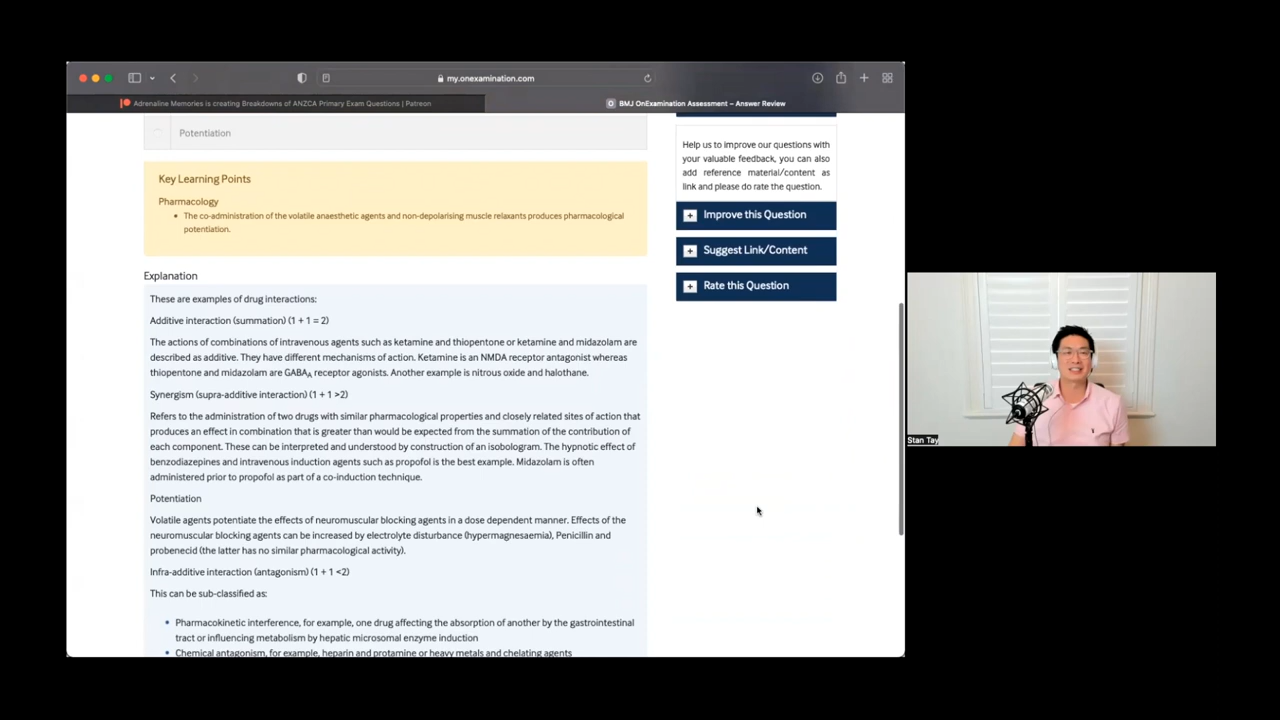 my.onexamination.com
Adrenaline Memories is creating Breakdowns of ANZCA Primary Exam Questions | Patreon
BMJ OnExamination Assessment – Answer Review
Potentiation
Key Learning Points
Pharmacology
• The co-administration of the volatile anaesthetic agents and non-depolarising muscle relaxants produces pharmacological
potentiation.
Explanation
These are examples of drug interactions:
Additive interaction (summation) (1 + 1 = 2)
The actions of combinations of intravenous agents such as ketamine and thiopentone or ketamine and midazolam are
described as additive. They have different mechanisms of action. Ketamine is an NMDA receptor antagonist whereas
thiopentone and midazolam are GABAA receptor agonists. Another example is nitrous oxide and halothane.
Synergism (supra-additive interaction) (1 + 1 >2)
Refers to the administration of two drugs with similar pharmacological properties and closely related sites of action that
produces an effect in combination that is greater than would be expected from the summation of the contribution of
each component. These can be interpreted and understood by construction of an isobologram. The hypnotic effect of
benzodiazepines and intravenous induction agents such as propofol is the best example. Midazolam is often
administered prior to propofol as part of a co-induction technique.
Potentiation
Volatile agents potentiate the effects of neuromuscular blocking agents in a dose dependent manner. Effects of the
neuromuscular blocking agents can be increased by electrolyte disturbance (hypermagnesaemia), Penicillin and
probenecid (the latter has no similar pharmacological activity).
Infra-additive interaction (antagonism) (1 + 1 <2)
This can be sub-classified as:
• Pharmacokinetic interference, for example, one drug affecting the absorption of another by the gastrointestinal
tract or influencing metabolism by hepatic microsomal enzyme induction
• Chemical antagonism, for example, heparin and protamine or heavy metals and chelating agents
Help us to improve our questions with
your valuable feedback, you can also
add reference material/content as
link and please do rate the question.
+ Improve this Question
+ Suggest Link/Content
+ Rate this Question
Stan Tay